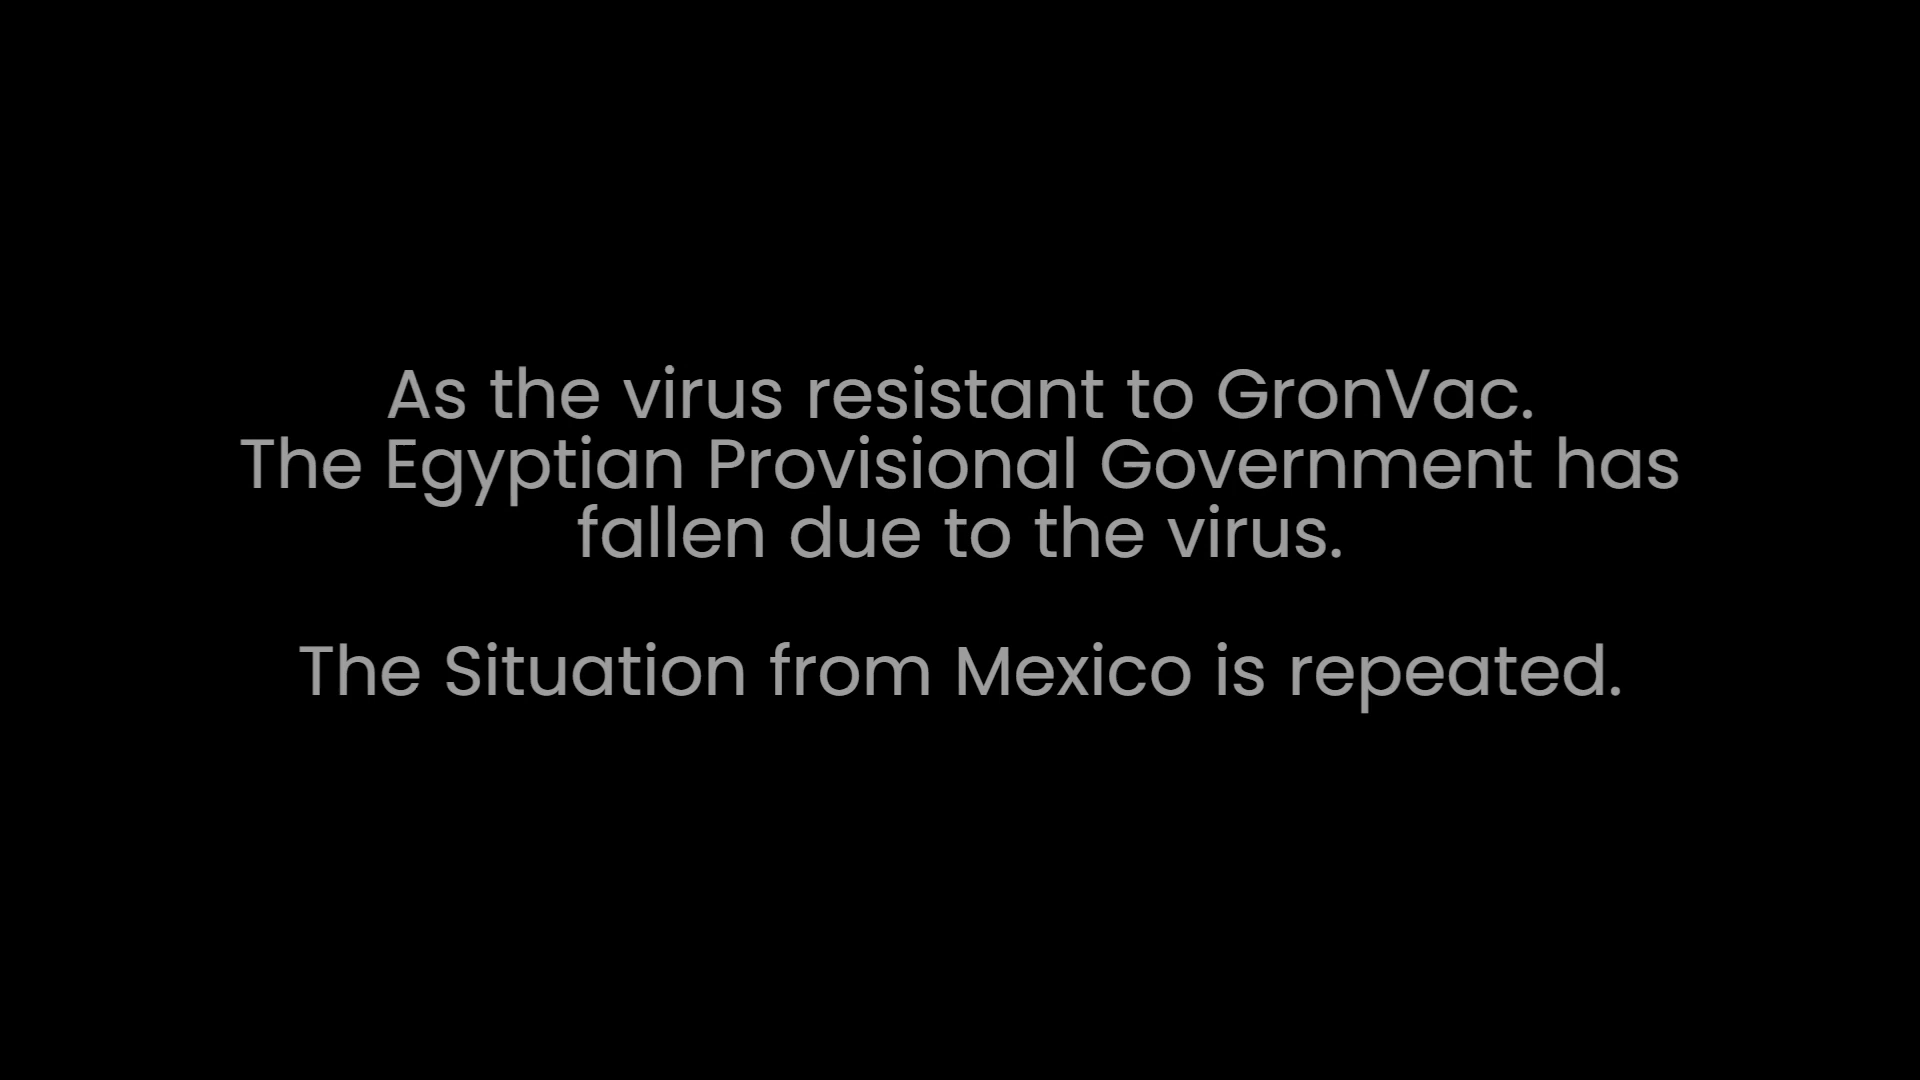 As the virus resistant to GronVac.
The Egyptian Provisional Government has
fallen due to the virus.
The Situation from Mexico is repeated.